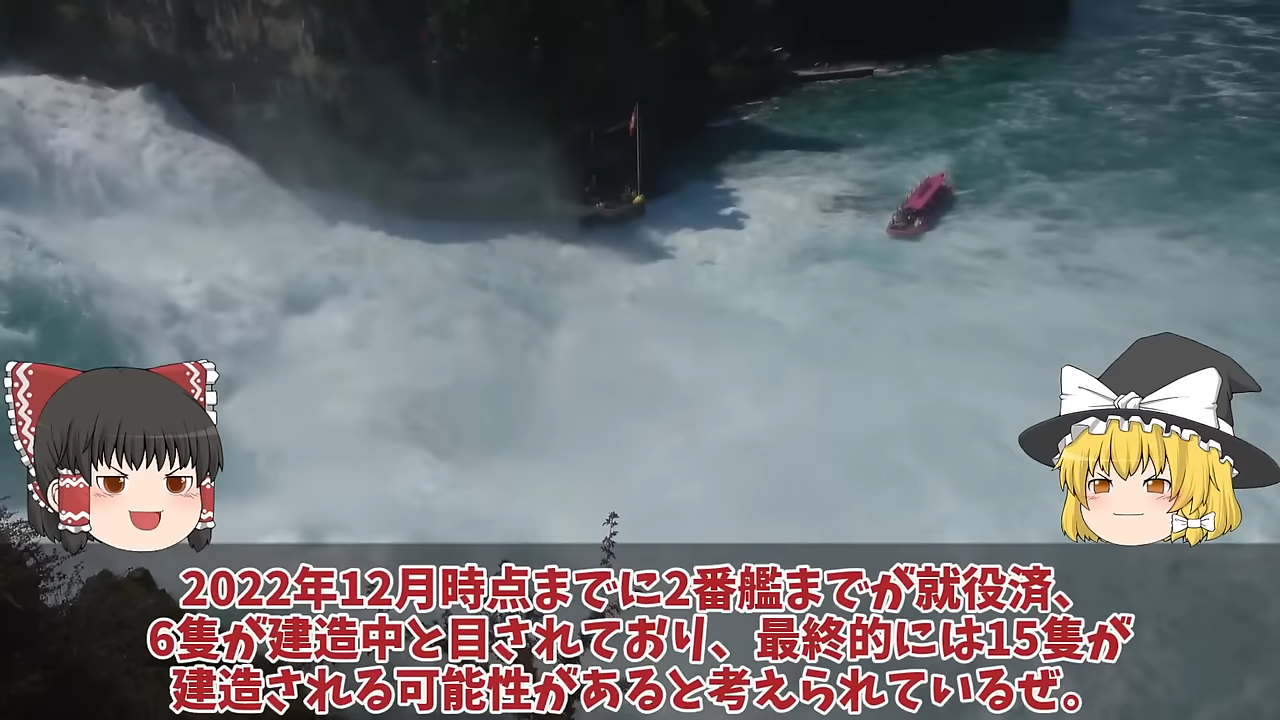 2022年12月時点までに2番艦までが就役済、
6隻が建造中と目されており、最終的には15隻が
建造される可能性があると考えられているぜ。